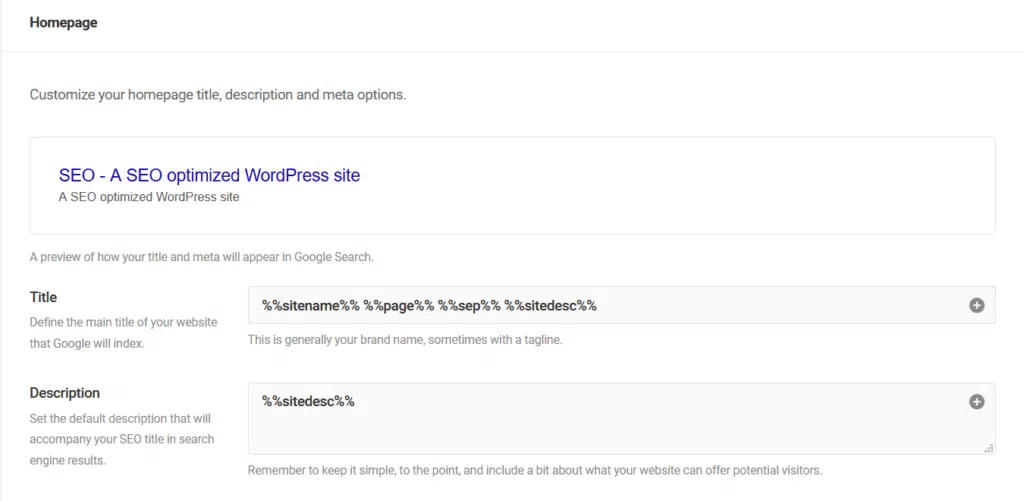 Homepage
Customize your homepage title, description and meta options.
SEO - A SEO optimized WordPress site
A SEO optimized WordPress site
A preview of how your title and meta will appear in Google Search.
Title
Define the main title of your website
that Google will index.
%%sitename%% %%page%% %%sep%% %%sitedesc%%
This is generally your brand name, sometimes with a tagline.
Description
Set the default description that will
accompany your SEO title in search
engine results.
%%sitedesc%%
Remember to keep it simple, to the point, and include a bit about what your website can offer potential visitors.